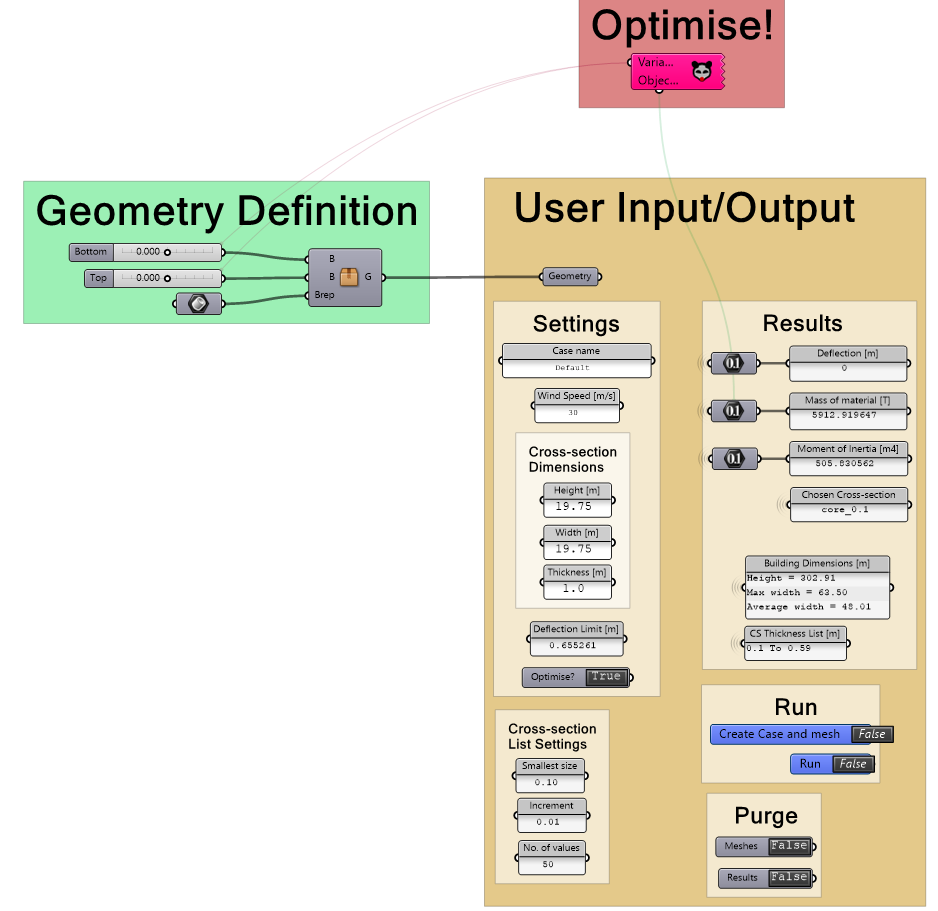 Optimise!
Varia...
Objec...
Geometry Definition
Bottom 0.000
Top 0.000
B
B G
Brep
User Input/Output
Geometry
Settings
Case name
Default
Wind Speed [m/s]
30
Cross-section
Dimensions
Height [m]
19.75
Width [m]
19.75
Thickness [m]
1.0
Deflection Limit [m]
0.655261
Optimise? True
Cross-section
List Settings
Smallest size
0.10
Increment
0.01
No. of values
50
Results
0.1
Deflection [m]
0
0.1
Mass of material [T]
5912.919647
0.1
Moment of Inertia [m4]
505.830562
Chosen Cross-section
core_0.1
Building Dimensions [m]
Height = 302.91
Max width = 63.50
Average width = 48.01
CS Thickness List [m]
0.1 To 0.59
Run
Create Case and mesh False
Run False
Purge
Meshes False
Results False